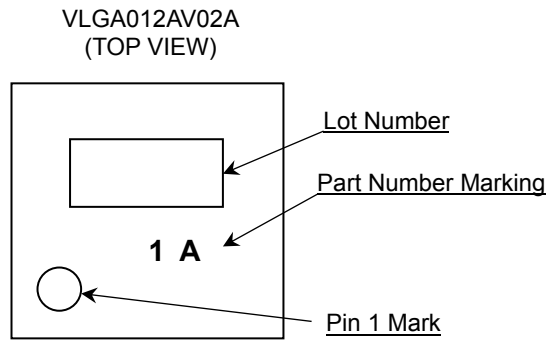 VLGA012AV02A
(TOP VIEW)
Lot Number
Part Number Marking
1 A
Pin 1 Mark